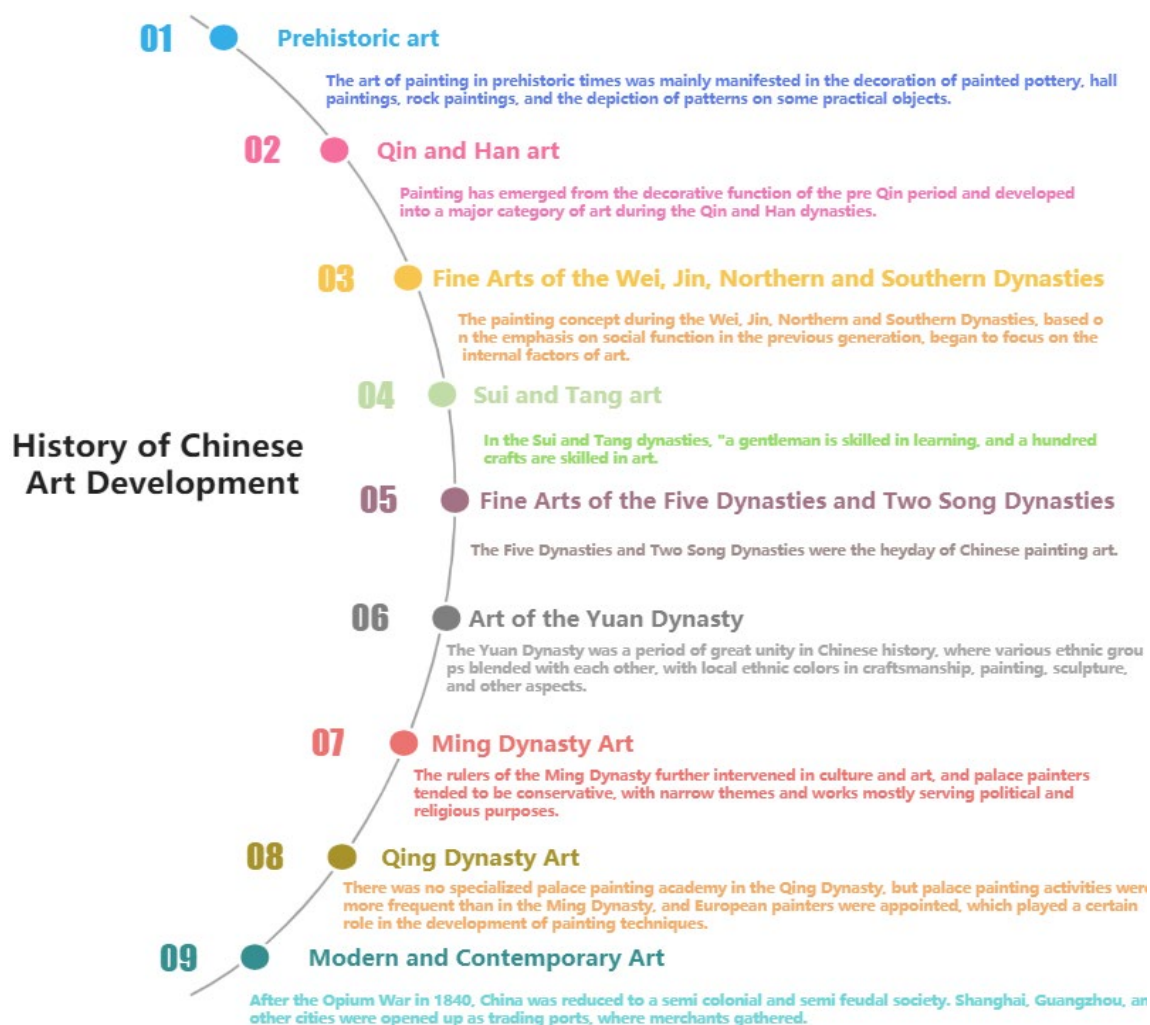 01 Prehistoric art
The art of painting in prehistoric times was mainly manifested in the decoration of painted pottery, hall
paintings, rock paintings, and the depiction of patterns on some practical objects.
02 Qin and Han art
Painting has emerged from the decorative function of the pre Qin period and developed
into a major category of art during the Qin and Han dynasties.
03 Fine Arts of the Wei, Jin, Northern and Southern Dynasties
The painting concept during the Wei, Jin, Northern and Southern Dynasties, based o
n the emphasis on social function in the previous generation, began to focus on the
internal factors of art.
04 Sui and Tang art
In the Sui and Tang dynasties, "a gentleman is skilled in learning, and a hundred
crafts are skilled in art.
History of Chinese
Art Development
05 Fine Arts of the Five Dynasties and Two Song Dynasties
The Five Dynasties and Two Song Dynasties were the heyday of Chinese painting art.
06 Art of the Yuan Dynasty
The Yuan Dynasty was a period of great unity in Chinese history, where various ethnic grou
ps blended with each other, with local ethnic colors in craftsmanship, painting, sculpture,
and other aspects.
07 Ming Dynasty Art
The rulers of the Ming Dynasty further intervened in culture and art, and palace painters
tended to be conservative, with narrow themes and works mostly serving political and
religious purposes.
08 Qing Dynasty Art
There was no specialized palace painting academy in the Qing Dynasty, but palace painting activities were
more frequent than in the Ming Dynasty, and European painters were appointed, which played a certain
role in the development of painting techniques.
09 Modern and Contemporary Art
After the Opium War in 1840, China was reduced to a semi colonial and semi feudal society. Shanghai, Guangzhou, an
other cities were opened up as trading ports, where merchants gathered.